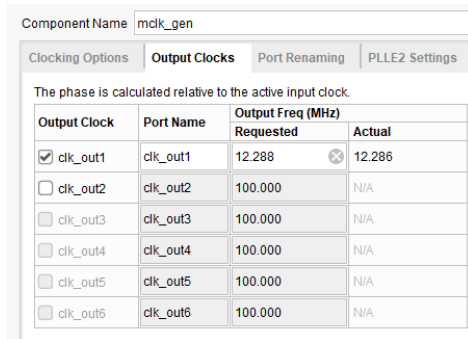 Component Name mclk_gen
Clocking Options Output Clocks Port Renaming PLLE2 Settings
The phase is calculated relative to the active input clock.
Output Clock Port Name Output Freq (MHz)
Requested Actual
clk_out1 clk_out1 12.288 12.286
clk_out2 clk_out2 100.000 N/A
clk_out3 clk_out3 100.000 N/A
clk_out4 clk_out4 100.000 N/A
clk_out5 clk_out5 100.000 N/A
clk_out6 clk_out6 100.000 N/A